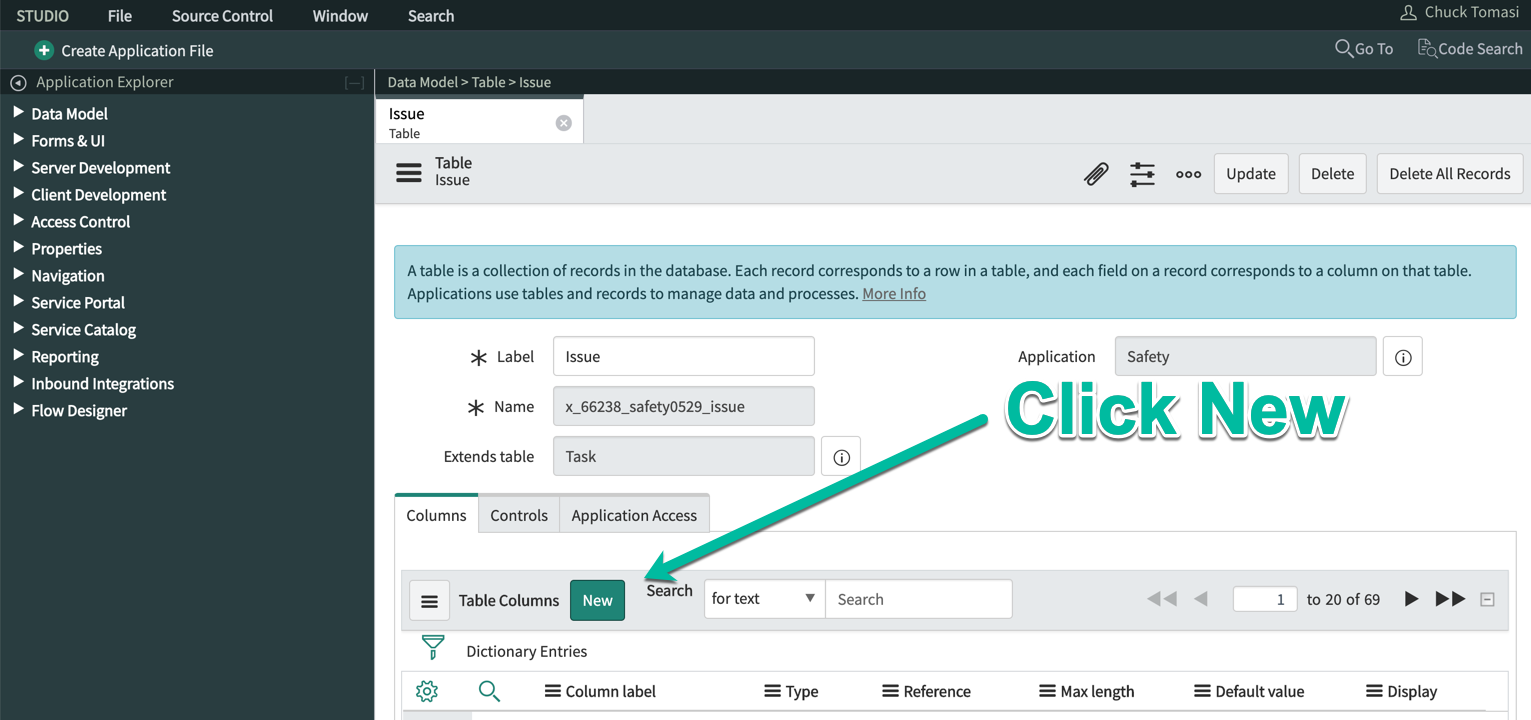 STUDIO File Source Control Window Search Chuck Tomasi
Create Application File Go To Code Search
Application Explorer [—] Data Model > Table > Issue
Data Model
Forms & UI
Server Development
Client Development
Access Control
Properties
Navigation
Service Portal
Service Catalog
Reporting
Inbound Integrations
Flow Designer
Issue
Table
Table
Issue
Update Delete Delete All Records
A table is a collection of records in the database. Each record corresponds to a row in a table, and each field on a record corresponds to a column on that table.
Applications use tables and records to manage data and processes. More Info
Label Issue Application Safety
Name x_66238_safety0529_issue
Click New
Extends table Task
Columns Controls Application Access
Table Columns New Search for text Search 1 to 20 of 69
Dictionary Entries
Column label Type Reference Max length Default value Display